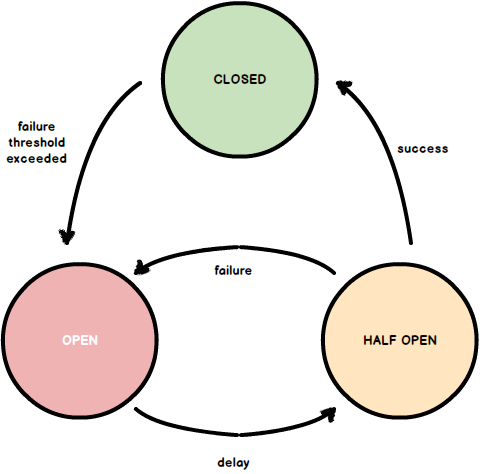 CLOSED
failure
threshold
exceeded
success
failure
OPEN
HALF OPEN
delay